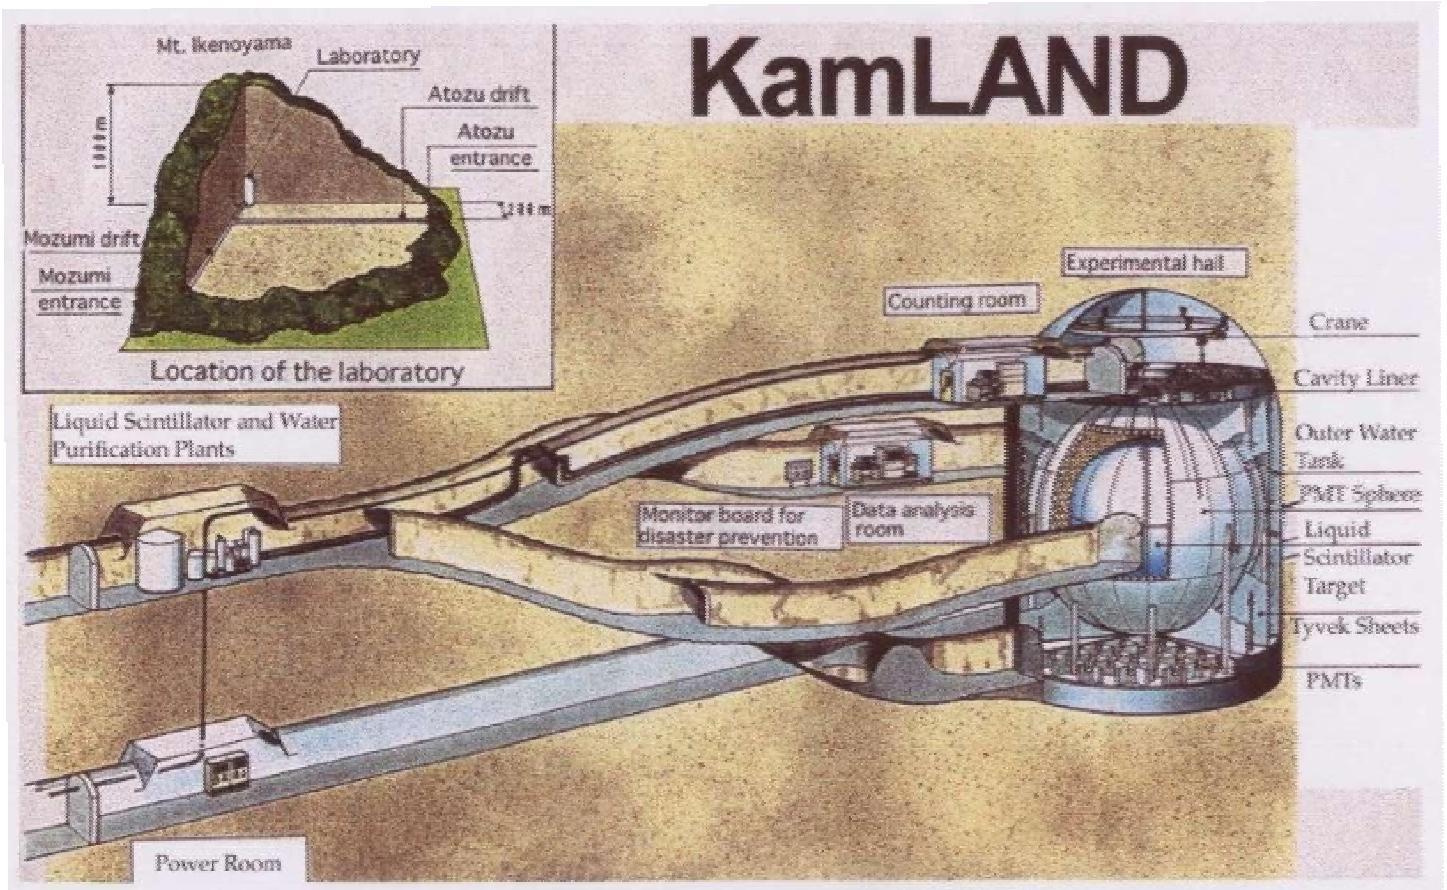 KamLAND
Mt. Ikenoyama
Laboratory
Atozu drift
Atozu
entrance
1000m
Mozumi drift
Mozumi
entrance
Location of the laboratory
Experimental hall
Counting room
Crane
Cavity Liner
Outer Water
Tank
PMT Sphere
Liquid
Scintillator
Target
Tyvek Sheets
PMTs
Liquid Scintillator and Water
Purification Plants
Monitor board for
disaster prevention
Data analysis
room
Power Room